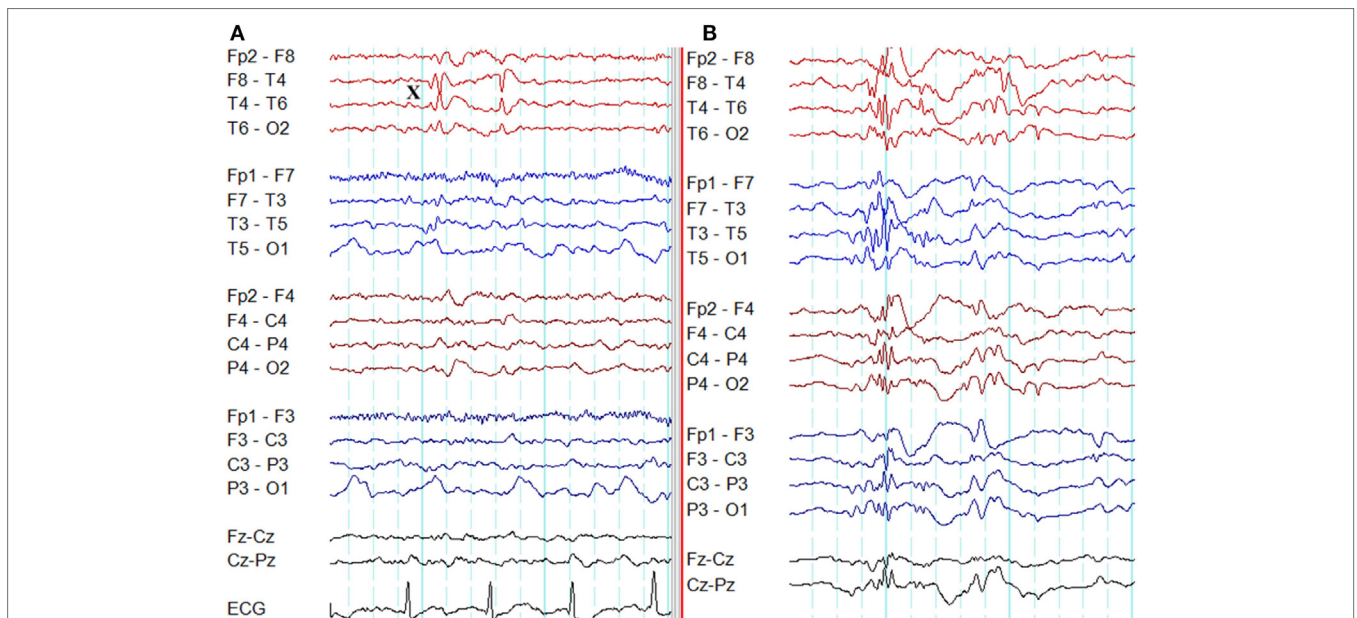 A
Fp2 - F8
F8 - T4
X
T4 - T6
T6 - O2
Fp1 - F7
F7 - T3
T3 - T5
T5 - O1
Fp2 - F4
F4 - C4
C4 - P4
P4 - O2
Fp1 - F3
F3 - C3
C3 - P3
P3 - O1
Fz-Cz
Cz-Pz
ECG
B
Fp2 - F8
F8 - T4
T4 - T6
T6 - O2
Fp1 - F7
F7 - T3
T3 - T5
T5 - O1
Fp2 - F4
F4 - C4
C4 - P4
P4 - O2
Fp1 - F3
F3 - C3
C3 - P3
P3 - O1
Fz-Cz
Cz-Pz